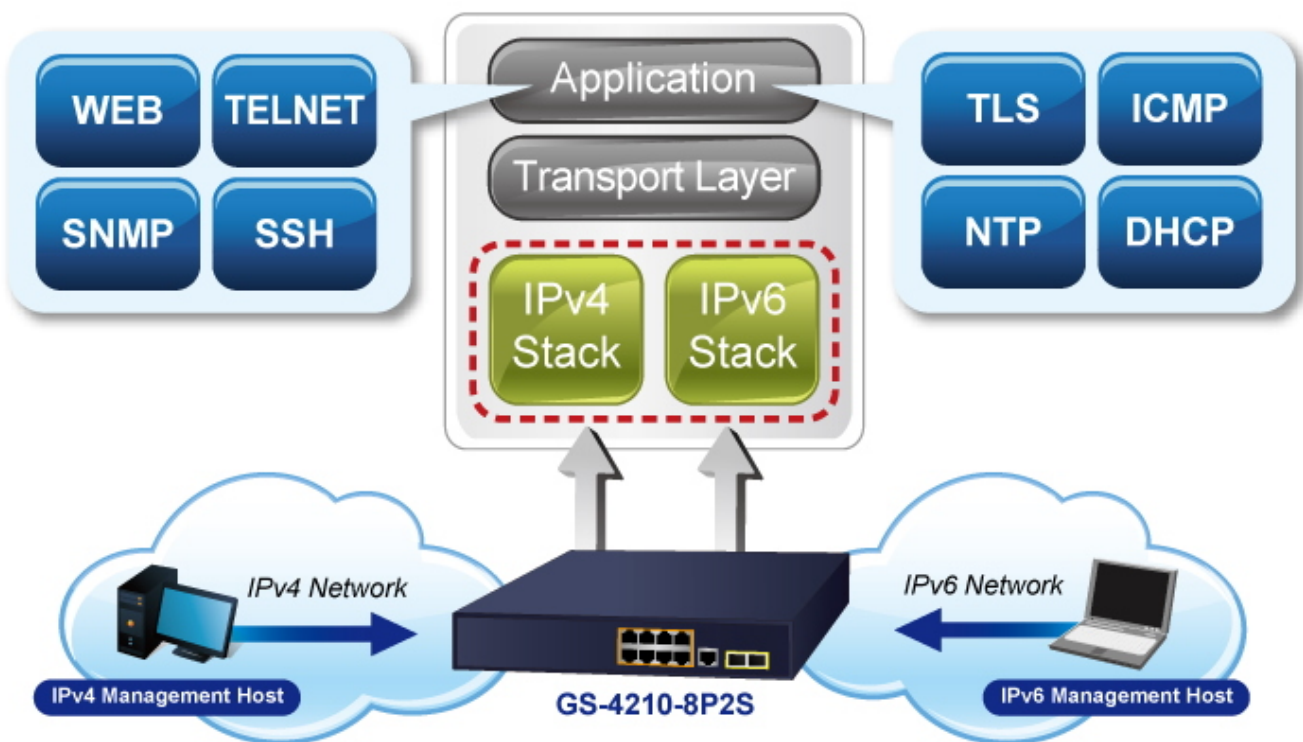 WEB
TELNET
SNMP
SSH
Application
Transport Layer
IPv4
Stack
IPv6
Stack
TLS
ICMP
NTP
DHCP
IPv4 Network
IPv6 Network
IPv4 Management Host
GS-4210-8P2S
IPv6 Management Host